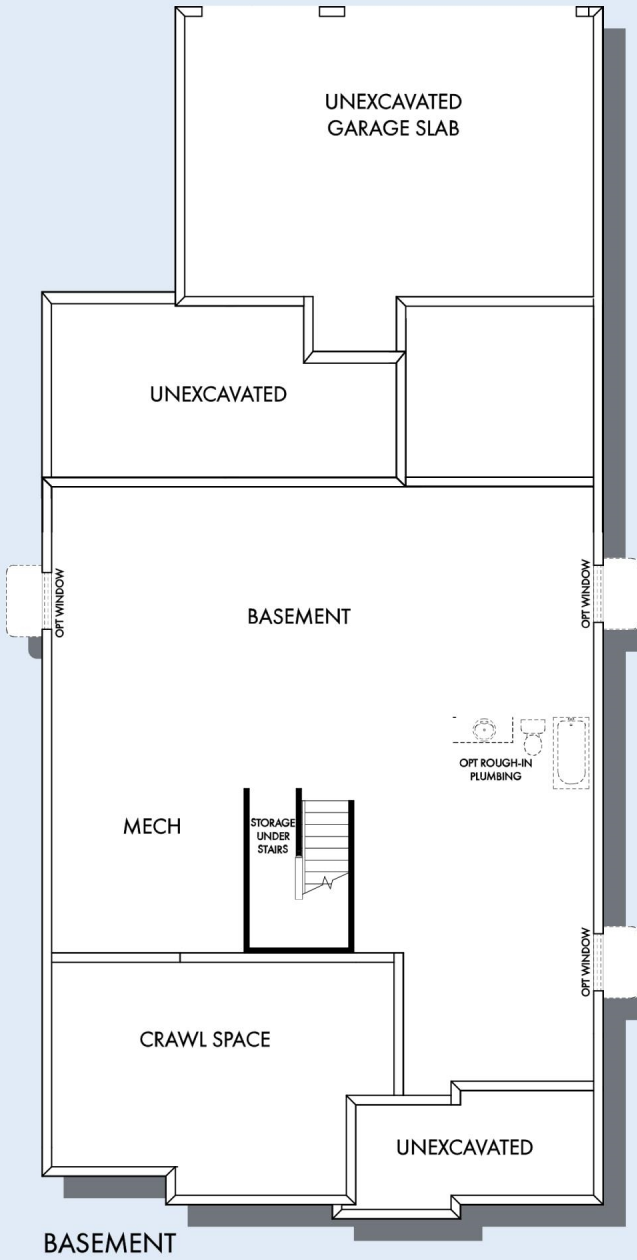 UNEXCAVATED
GARAGE SLAB
UNEXCAVATED
OPT WINDOW
BASEMENT
OPT WINDOW
OPT ROUGH-IN
PLUMBING
MECH
STORAGE
UNDER
STAIRS
OPT WINDOW
CRAWL SPACE
UNEXCAVATED
BASEMENT